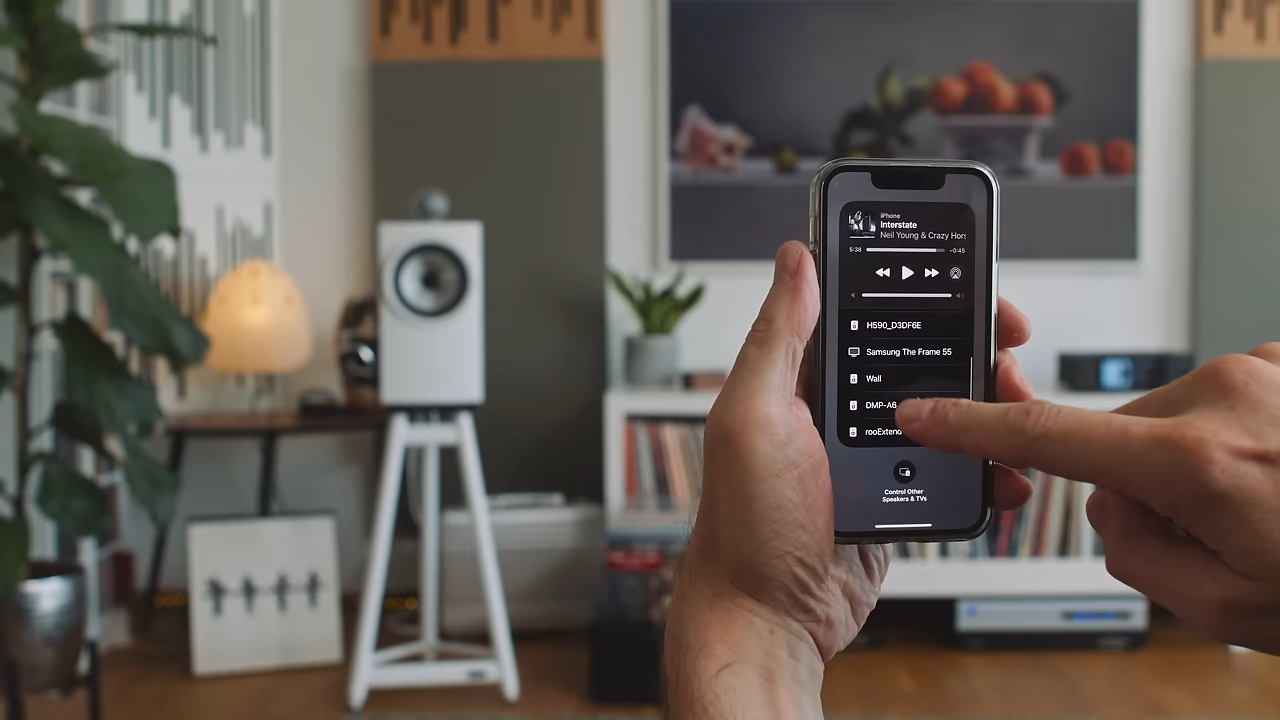 iPhone
Interstate
Neil Young & Crazy Hors
5:38
-0:45
H590_D3DF6E
Samsung The Frame 55
Wall
DMP-A6
rooExten
Control Other
Speakers & TVs